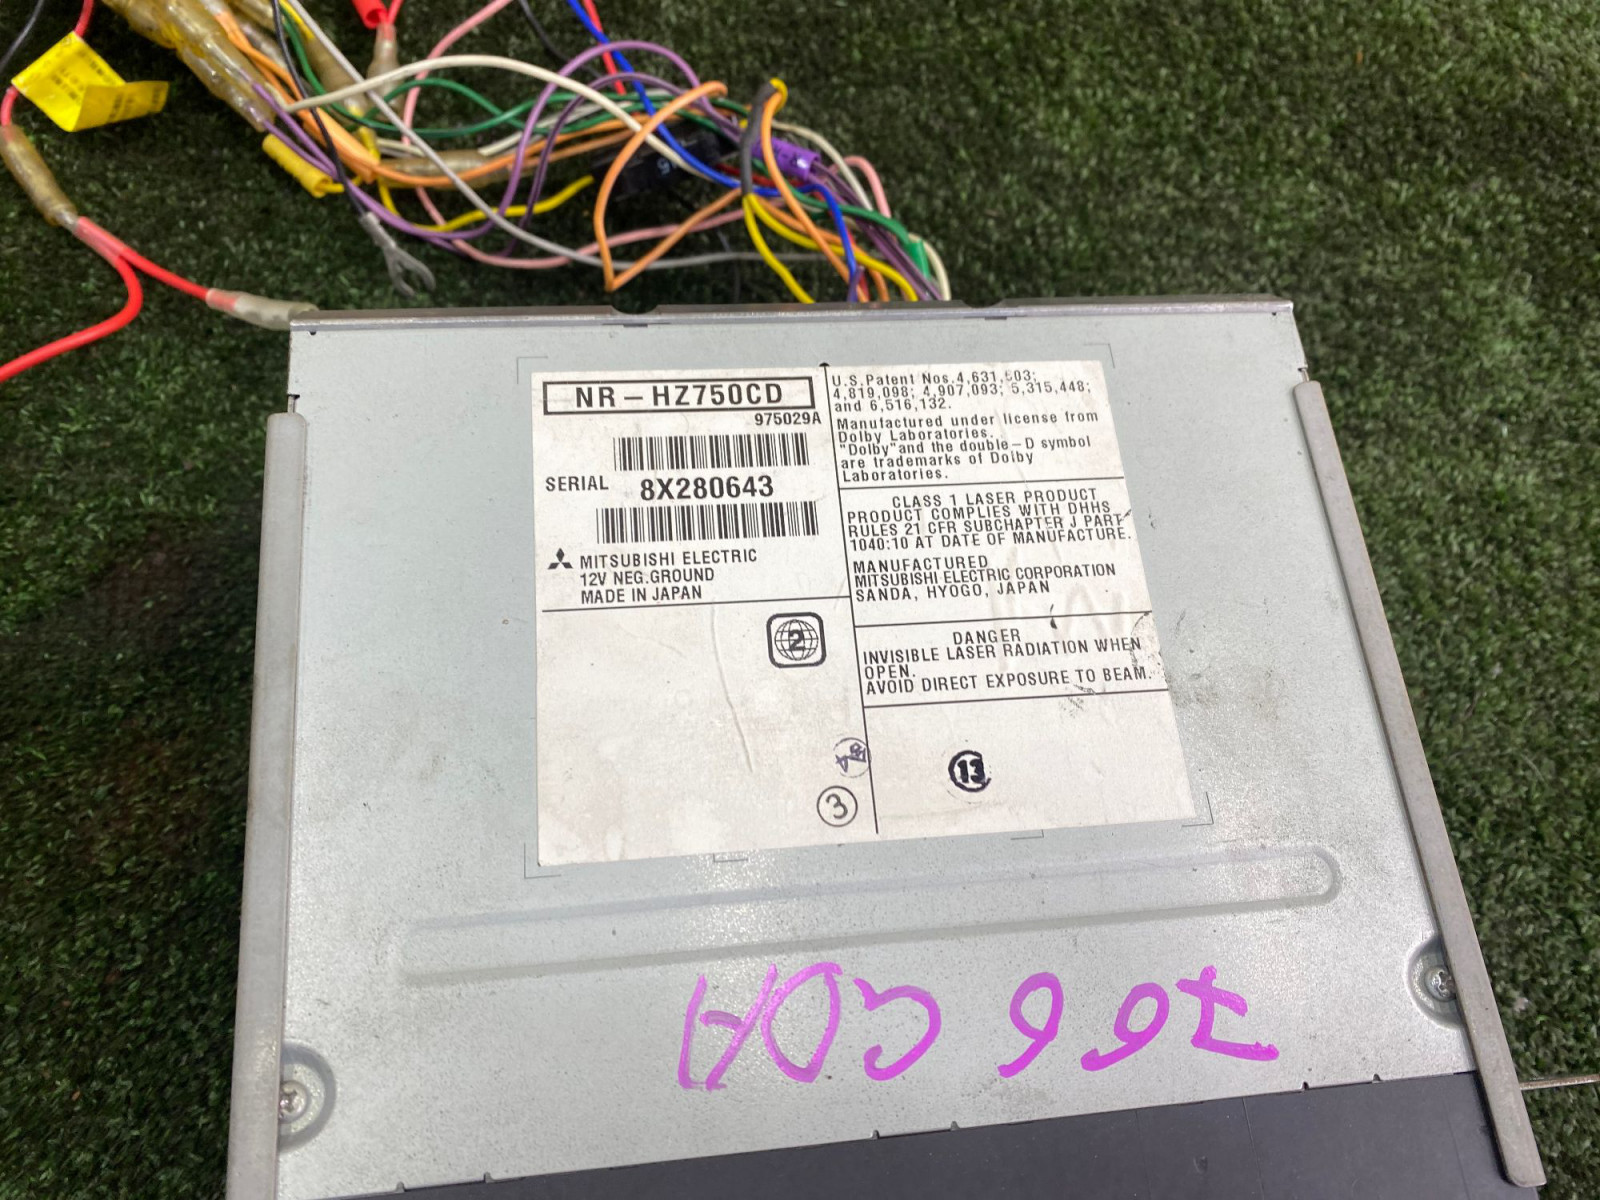 NR-HZ750CD
975029A
SERIAL 8X280643
MITSUBISHI ELECTRIC
12V NEG.GROUND
MADE IN JAPAN
2
3
U.S.Patent Nos.4,631,603;
4,819,098; 4,907,093; 5,315,448;
and 6,516,132.
Manufactured under license from
Dolby Laboratories.
"Dolby" and the double-D symbol
are trademarks of Dolby
Laboratories.
CLASS 1 LASER PRODUCT
PRODUCT COMPLIES WITH DHHS
RULES 21 CFR SUBCHAPTER J PART
1040:10 AT DATE OF MANUFACTURE.
MANUFACTURED
MITSUBISHI ELECTRIC CORPORATION
SANDA, HYOGO, JAPAN
DANGER
INVISIBLE LASER RADIATION WHEN
OPEN.
AVOID DIRECT EXPOSURE TO BEAM.
13
15